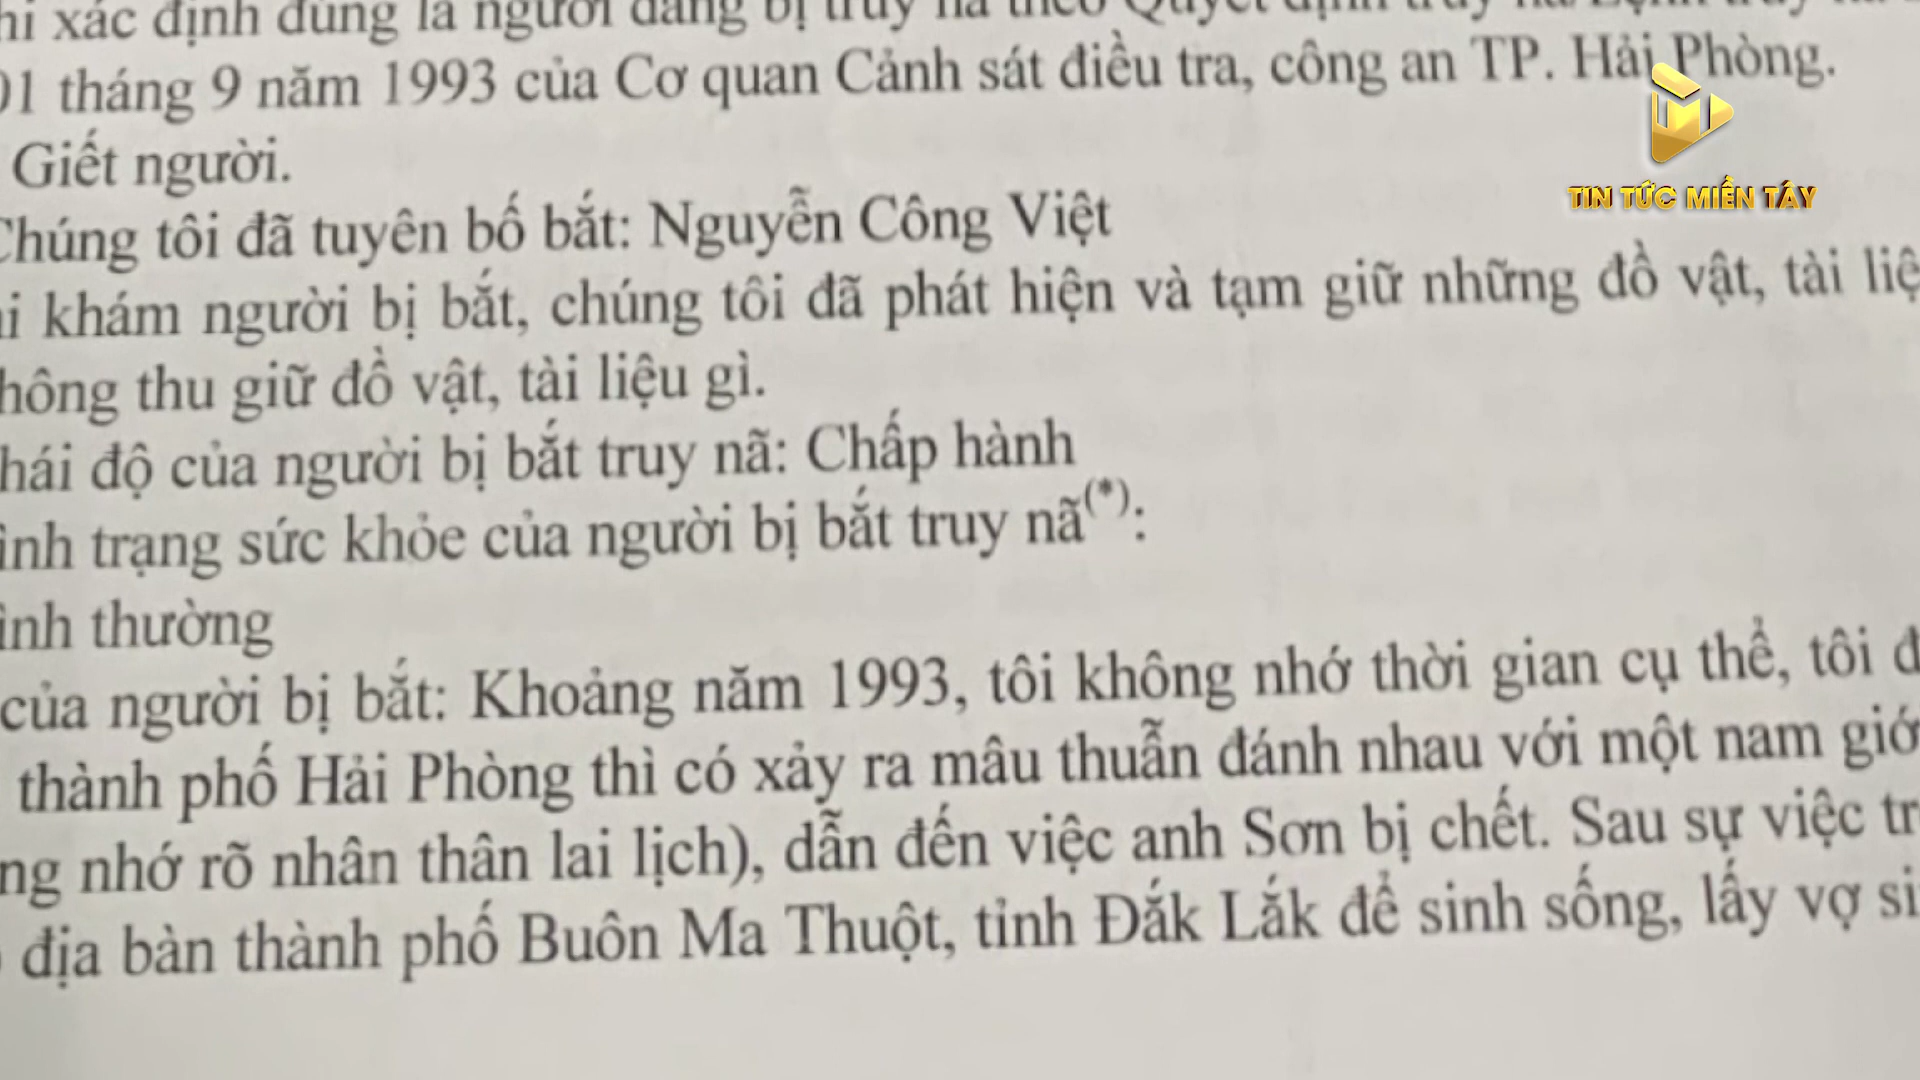 xác định đúng là người đang bị truy nã theo Quyết định truy nã
01 tháng 9 năm 1993 của Cơ quan Cảnh sát điều tra, công an TP. Hải Phòng.
Giết người.
Chúng tôi đã tuyên bố bắt: Nguyễn Công Việt
khám người bị bắt, chúng tôi đã phát hiện và tạm giữ những đồ vật, tài liệ
hông thu giữ đồ vật, tài liệu gì.
hái độ của người bị bắt truy nã: Chấp hành
ình trạng sức khỏe của người bị bắt truy nã(*):
ình thường
của người bị bắt: Khoảng năm 1993, tôi không nhớ thời gian cụ thể, tôi đ
thành phố Hải Phòng thì có xảy ra mâu thuẫn đánh nhau với một nam giớ
ng nhớ rõ nhân thân lai lịch), dẫn đến việc anh Sơn bị chết. Sau sự việc tr
địa bàn thành phố Buôn Ma Thuột, tỉnh Đắk Lắk để sinh sống, lấy vợ si
TIN TỨC MIỀN TÂY